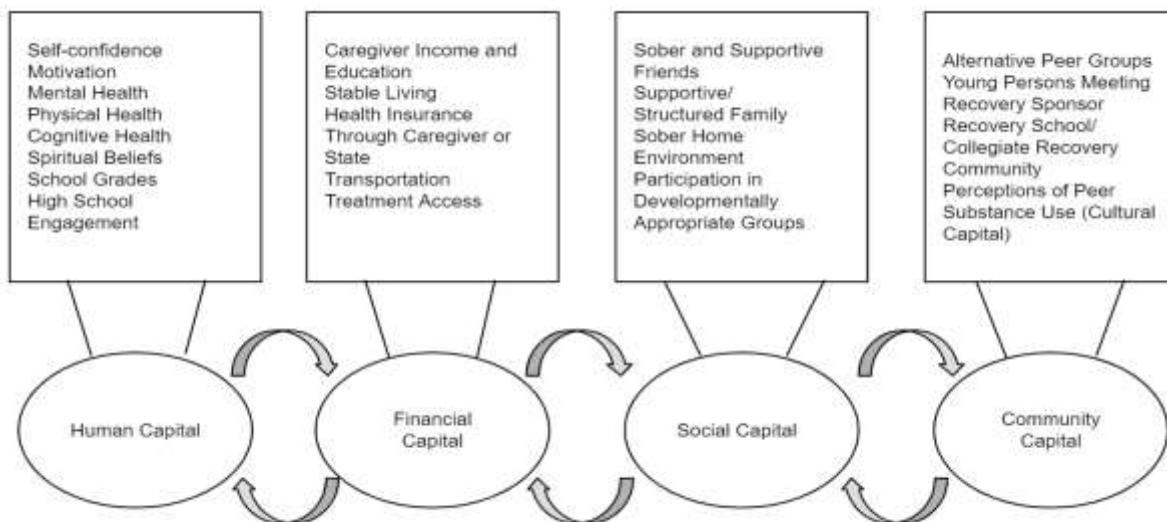 Self-confidence
Motivation
Mental Health
Physical Health
Cognitive Health
Spiritual Beliefs
School Grades
High School
Engagement
Caregiver Income and
Education
Stable Living
Health Insurance
Through Caregiver or
State
Transportation
Treatment Access
Sober and Supportive
Friends
Supportive/
Structured Family
Sober Home
Environment
Participation in
Developmentally
Appropriate Groups
Alternative Peer Groups
Young Persons Meeting
Recovery Sponsor
Recovery School/
Collegiate Recovery
Community
Perceptions of Peer
Substance Use (Cultural
Capital)
Human Capital
Financial
Capital
Social Capital
Community
Capital